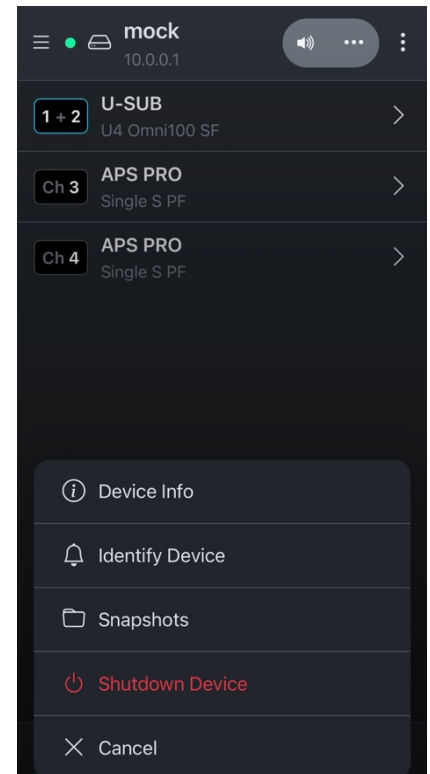 mock
10.0.0.1
1 + 2
U-SUB
U4 Omni100 SF
Ch 3
APS PRO
Single S PF
Ch 4
APS PRO
Single S PF
Device Info
Identify Device
Snapshots
Shutdown Device
Cancel